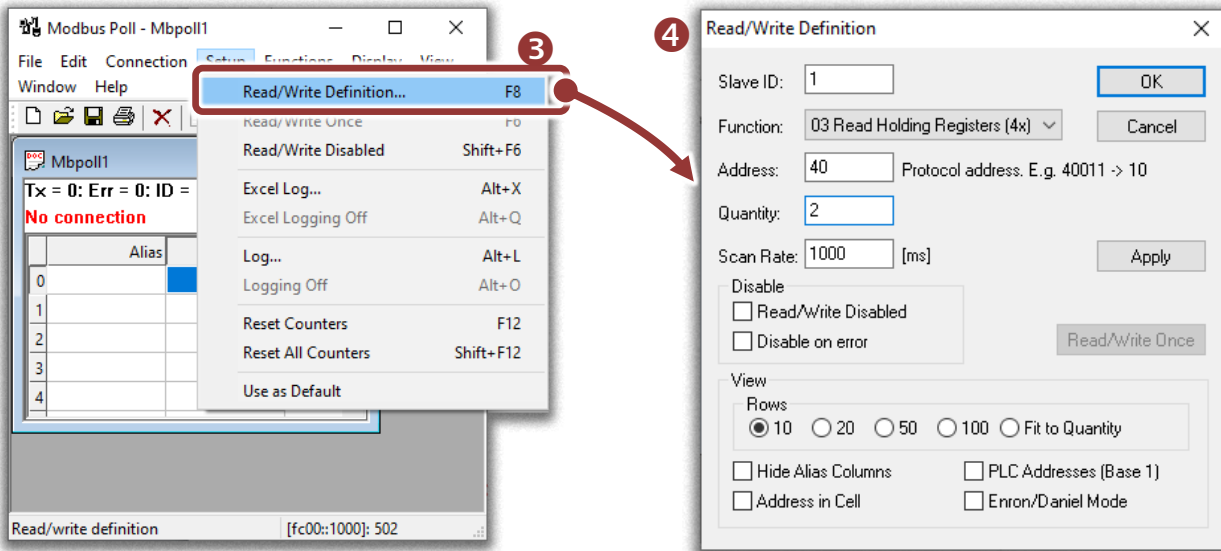 Modbus Poll - Mbpoll1
File Edit Connection Setup Functions Display View
Window Help
Read/Write Definition... F8
Read/Write Once F6
Read/Write Disabled Shift+F6
Excel Log... Alt+X
Excel Logging Off Alt+Q
Log... Alt+L
Logging Off Alt+O
Reset Counters F12
Reset All Counters Shift+F12
Use as Default
DOC
Mbpoll1
Tx = 0: Err = 0: ID =
No connection
Alias
0
1
2
3
4
Read/write definition [fc00::1000]: 502
3
4
Read/Write Definition
Slave ID: 1 OK
Function: 03 Read Holding Registers (4x) Cancel
Address: 40 Protocol address. E.g. 40011 -> 10
Quantity: 2
Scan Rate: 1000 [ms] Apply
Disable
Read/Write Disabled
Disable on error
Read/Write Once
View
Rows
10 20 50 100 Fit to Quantity
Hide Alias Columns PLC Addresses (Base 1)
Address in Cell Enron/Daniel Mode